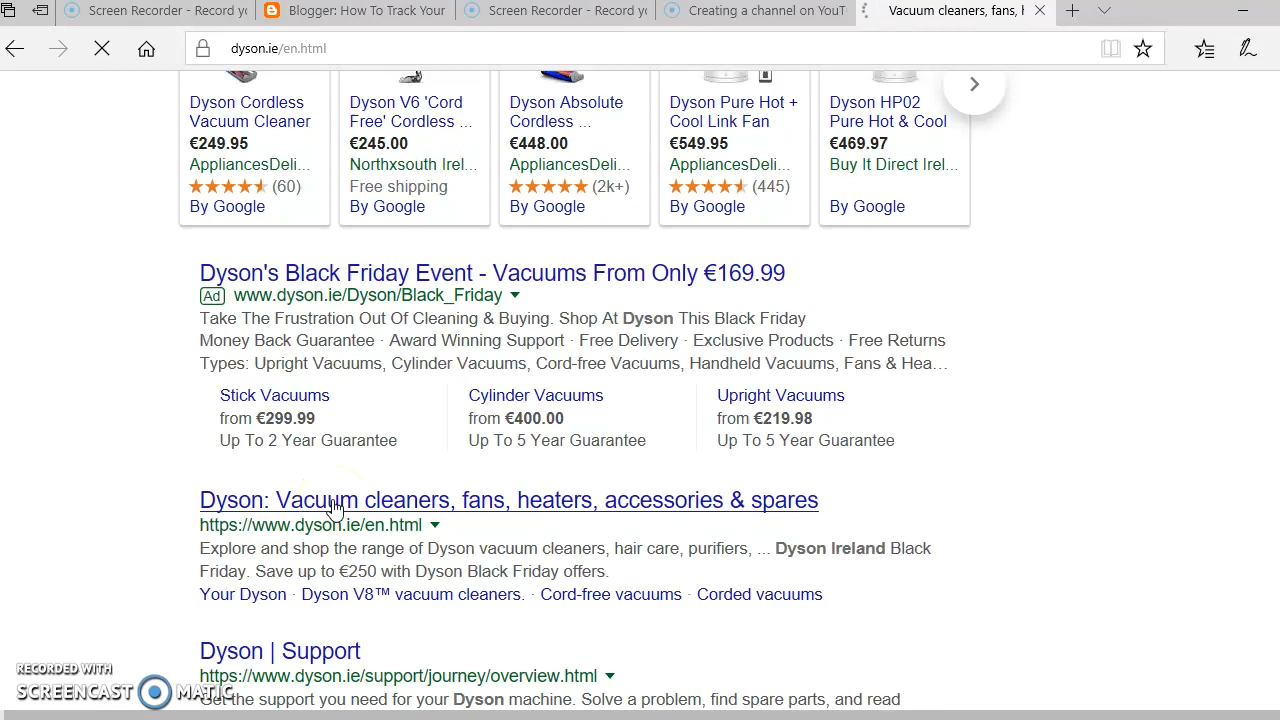 Screen Recorder - Record yo
Blogger: How To Track Your
Screen Recorder - Record yo
Creating a channel on YouT
Vacuum cleaners, fans, h
dyson.ie/en.html
Dyson Cordless
Vacuum Cleaner
€249.95
AppliancesDeli...
(60)
By Google
Dyson V6 'Cord
Free' Cordless ...
€245.00
Northxsouth Irel...
Free shipping
By Google
Dyson Absolute
Cordless ...
€448.00
AppliancesDeli...
(2k+)
By Google
Dyson Pure Hot +
Cool Link Fan
€549.95
AppliancesDeli...
(445)
By Google
Dyson HP02
Pure Hot & Cool
€469.97
Buy It Direct Irel...
By Google
Dyson's Black Friday Event - Vacuums From Only €169.99
Ad www.dyson.ie/Dyson/Black_Friday
Take The Frustration Out Of Cleaning & Buying. Shop At Dyson This Black Friday
Money Back Guarantee · Award Winning Support · Free Delivery · Exclusive Products · Free Returns
Types: Upright Vacuums, Cylinder Vacuums, Cord-free Vacuums, Handheld Vacuums, Fans & Hea...
Stick Vacuums
from €299.99
Up To 2 Year Guarantee
Cylinder Vacuums
from €400.00
Up To 5 Year Guarantee
Upright Vacuums
from €219.98
Up To 5 Year Guarantee
Dyson: Vacuum cleaners, fans, heaters, accessories & spares
https://www.dyson.ie/en.html
Explore and shop the range of Dyson vacuum cleaners, hair care, purifiers, ... Dyson Ireland Black
Friday. Save up to €250 with Dyson Black Friday offers.
Your Dyson · Dyson V8™ vacuum cleaners. · Cord-free vacuums · Corded vacuums
Dyson | Support
https://www.dyson.ie/support/journey/overview.html
Get the support you need for your Dyson machine. Solve a problem, find spare parts, and read
RECORDED WITH
SCREENCAST MATIC